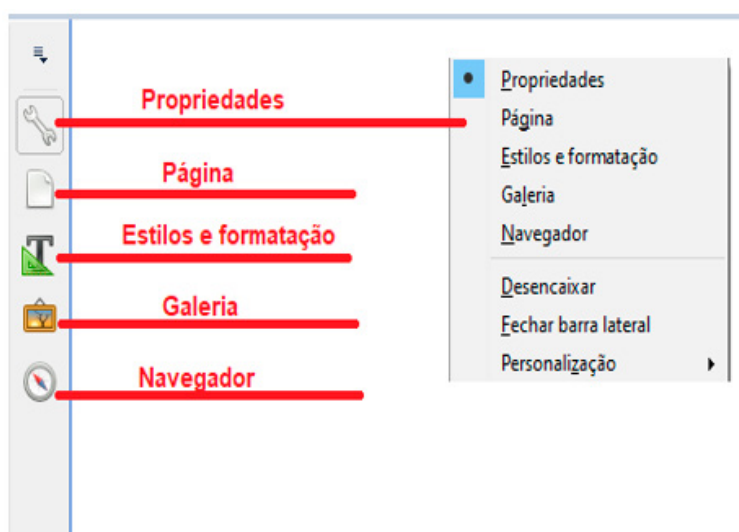 Propriedades
Página
Estilos e formatação
Galeria
Navegador
Propriedades
Página
Estilos e formatação
Galeria
Navegador
Desencaixar
Fechar barra lateral
Personalização